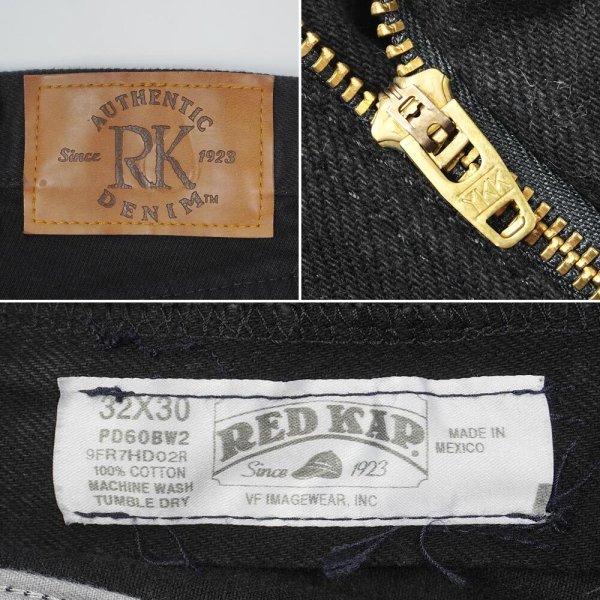 AUTHENTIC
Since RK 1923
DENIM™
YKK
32X30
PD60BW2
9FR7HD02R
100% COTTON
MACHINE WASH
TUMBLE DRY
RED KAP
Since 1923
VF IMAGEWEAR, INC
MADE IN
MEXICO